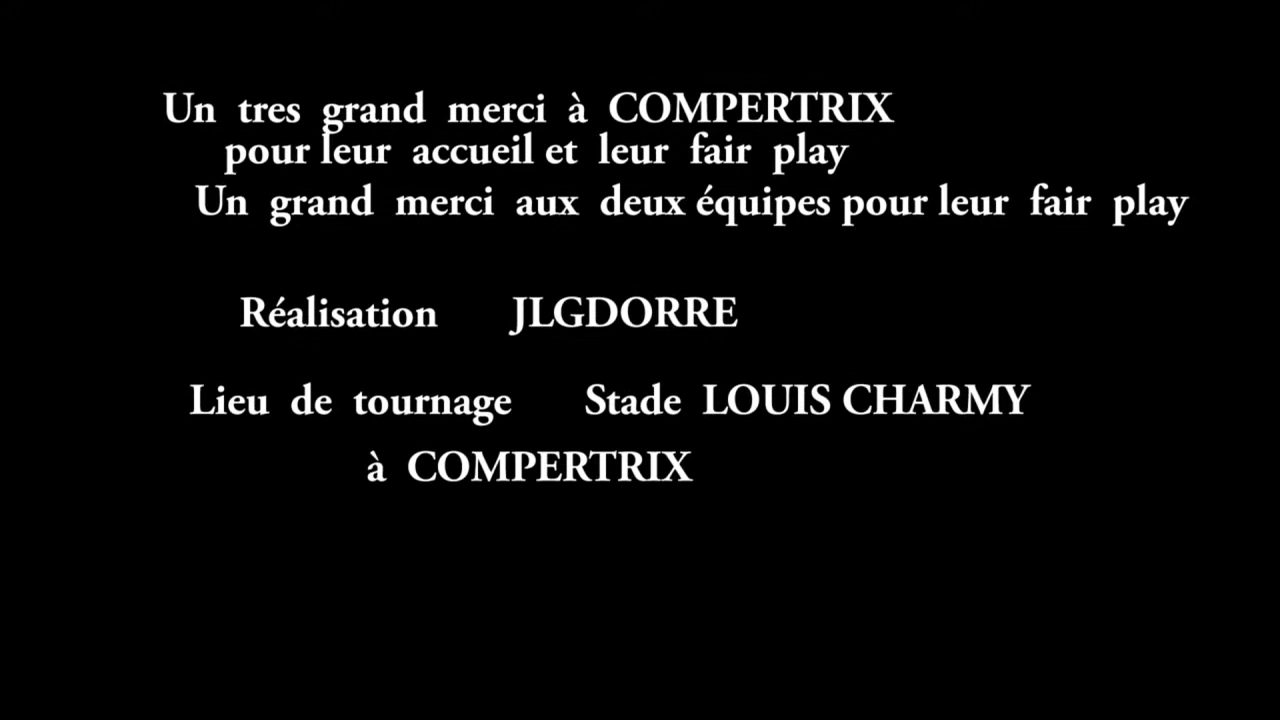 Un tres grand merci à COMPERTRIX
pour leur accueil et leur fair play
Un grand merci aux deux équipes pour leur fair play
Réalisation JLGDORRE
Lieu de tournage Stade LOUIS CHARMY
à COMPERTRIX